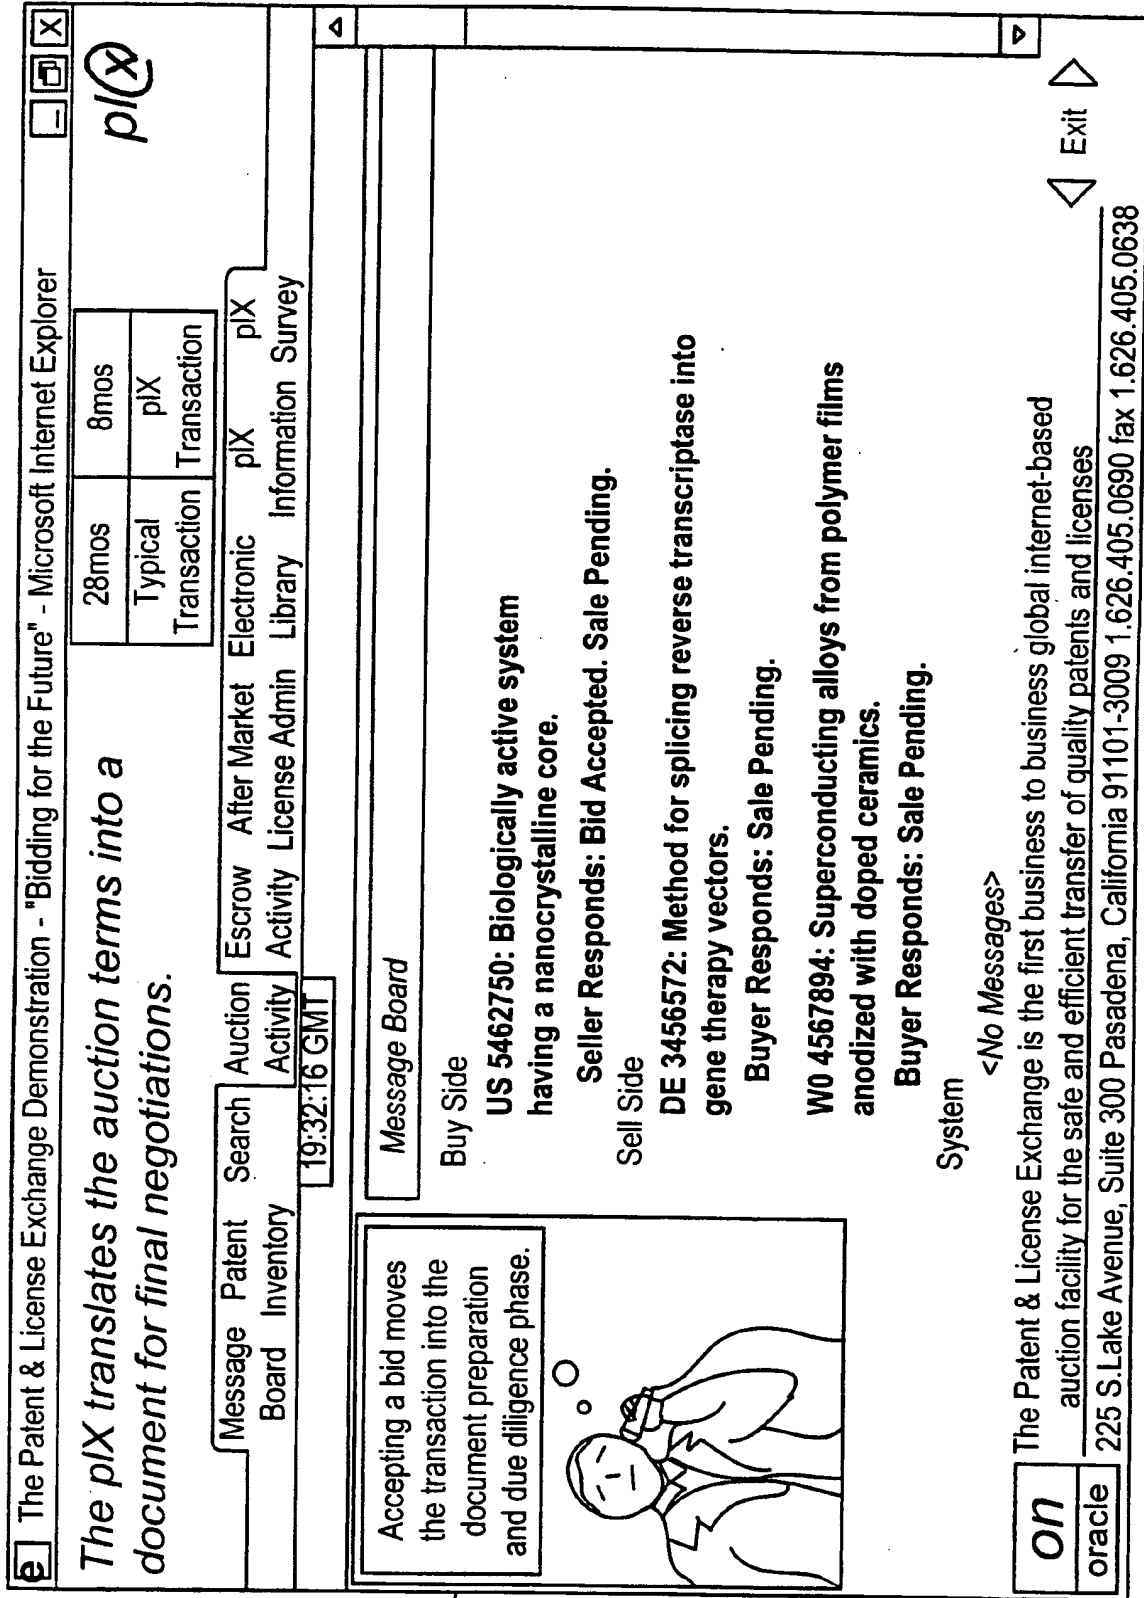 e The Patent & License Exchange Demonstration - "Bidding for the Future" - Microsoft Internet Explorer _ X
The plX translates the auction terms into a
document for final negotiations.
28mos 8mos
Typical plX
Transaction Transaction
pl(x)
Message Patent Search Auction Escrow After Market Electronic plX plX
Board Inventory Activity Activity License Admin Library Information Survey
19:32:16 GMT
Accepting a bid moves
the transaction into the
document preparation
and due diligence phase.
Message Board
Buy Side
US 5462750: Biologically active system
having a nanocrystalline core.
Seller Responds: Bid Accepted. Sale Pending.
Sell Side
DE 3456572: Method for splicing reverse transcriptase into
gene therapy vectors.
Buyer Responds: Sale Pending.
W0 4567894: Superconducting alloys from polymer films
anodized with doped ceramics.
Buyer Responds: Sale Pending.
System
<No Messages>
on
oracle
The Patent & License Exchange is the first business to business global internet-based
auction facility for the safe and efficient transfer of quality patents and licenses
225 S.Lake Avenue, Suite 300 Pasadena, California 91101-3009 1.626.405.0690 fax 1.626.405.0638
Exit